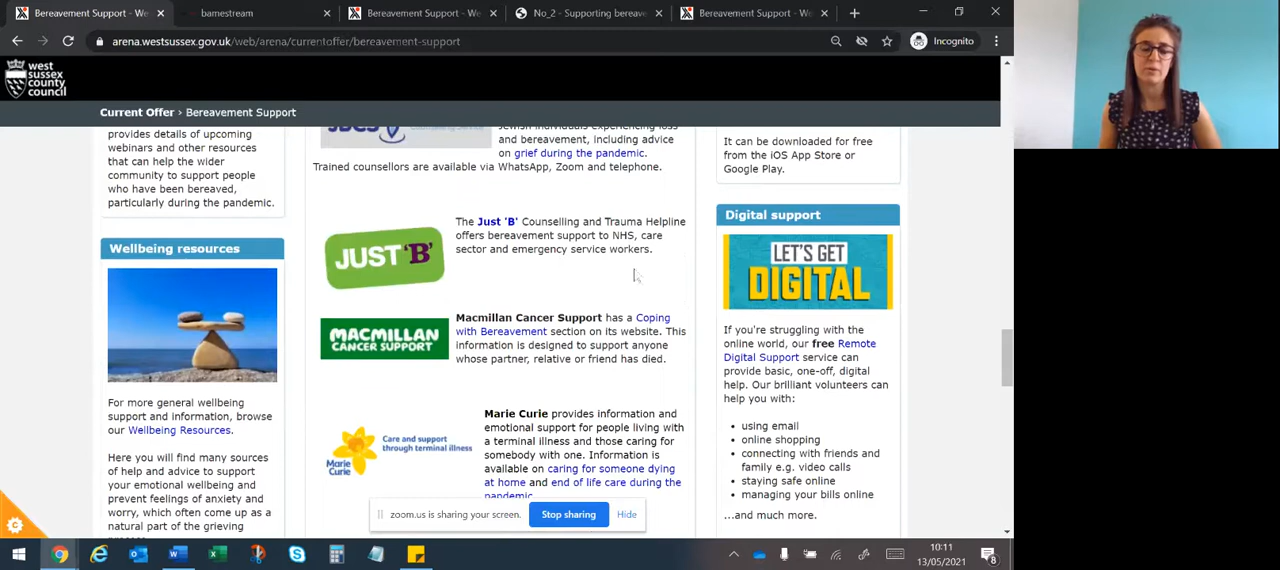 Bereavement Support - We
bamestream
Bereavement Support - We
No_2 - Supporting bereav
Bereavement Support - We
arena.westsussex.gov.uk/web/arena/currentoffer/bereavement-support
Incognito
west
sussex
county
council
Current Offer › Bereavement Support
provides details of upcoming
webinars and other resources
that can help the wider
community to support people
who have been bereaved,
particularly during the pandemic.
Wellbeing resources
For more general wellbeing
support and information, browse
our Wellbeing Resources.
Here you will find many sources
of help and advice to support
your emotional wellbeing and
prevent feelings of anxiety and
worry, which often come up as a
natural part of the grieving
Jewish individuals experiencing loss
and bereavement, including advice
on grief during the pandemic.
Trained counsellors are available via WhatsApp, Zoom and telephone.
JUST 'B'
The Just 'B' Counselling and Trauma Helpline
offers bereavement support to NHS, care
sector and emergency service workers.
MACMILLAN
CANCER SUPPORT
Macmillan Cancer Support has a Coping
with Bereavement section on its website. This
information is designed to support anyone
whose partner, relative or friend has died.
Marie
Curie
Care and support
through terminal illness
Marie Curie provides information and
emotional support for people living with
a terminal illness and those caring for
somebody with one. Information is
available on caring for someone dying
at home and end of life care during the
pandemic
It can be downloaded for free
from the iOS App Store or
Google Play.
Digital support
LET'S GET
DIGITAL
If you're struggling with the
online world, our free Remote
Digital Support service can
provide basic, one-off, digital
help. Our brilliant volunteers can
help you with:
• using email
• online shopping
• connecting with friends and
family e.g. video calls
• staying safe online
• managing your bills online
...and much more.
zoom.us is sharing your screen.
Stop sharing
Hide
10:11
13/05/2021
8